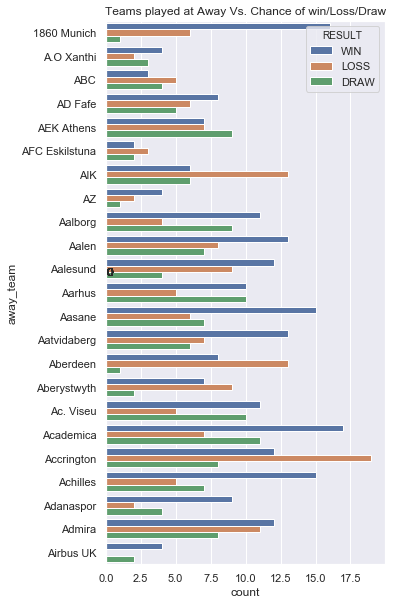 Teams played at Away Vs. Chance of win/Loss/Draw
RESULT
WIN
LOSS
DRAW
away_team
1860 Munich
A.O Xanthi
ABC
AD Fafe
AEK Athens
AFC Eskilstuna
AIK
AZ
Aalborg
Aalen
Aalesund
Aarhus
Aasane
Aatvidaberg
Aberdeen
Aberystwyth
Ac. Viseu
Academica
Accrington
Achilles
Adanaspor
Admira
Airbus UK
0.0 2.5 5.0 7.5 10.0 12.5 15.0 17.5
count